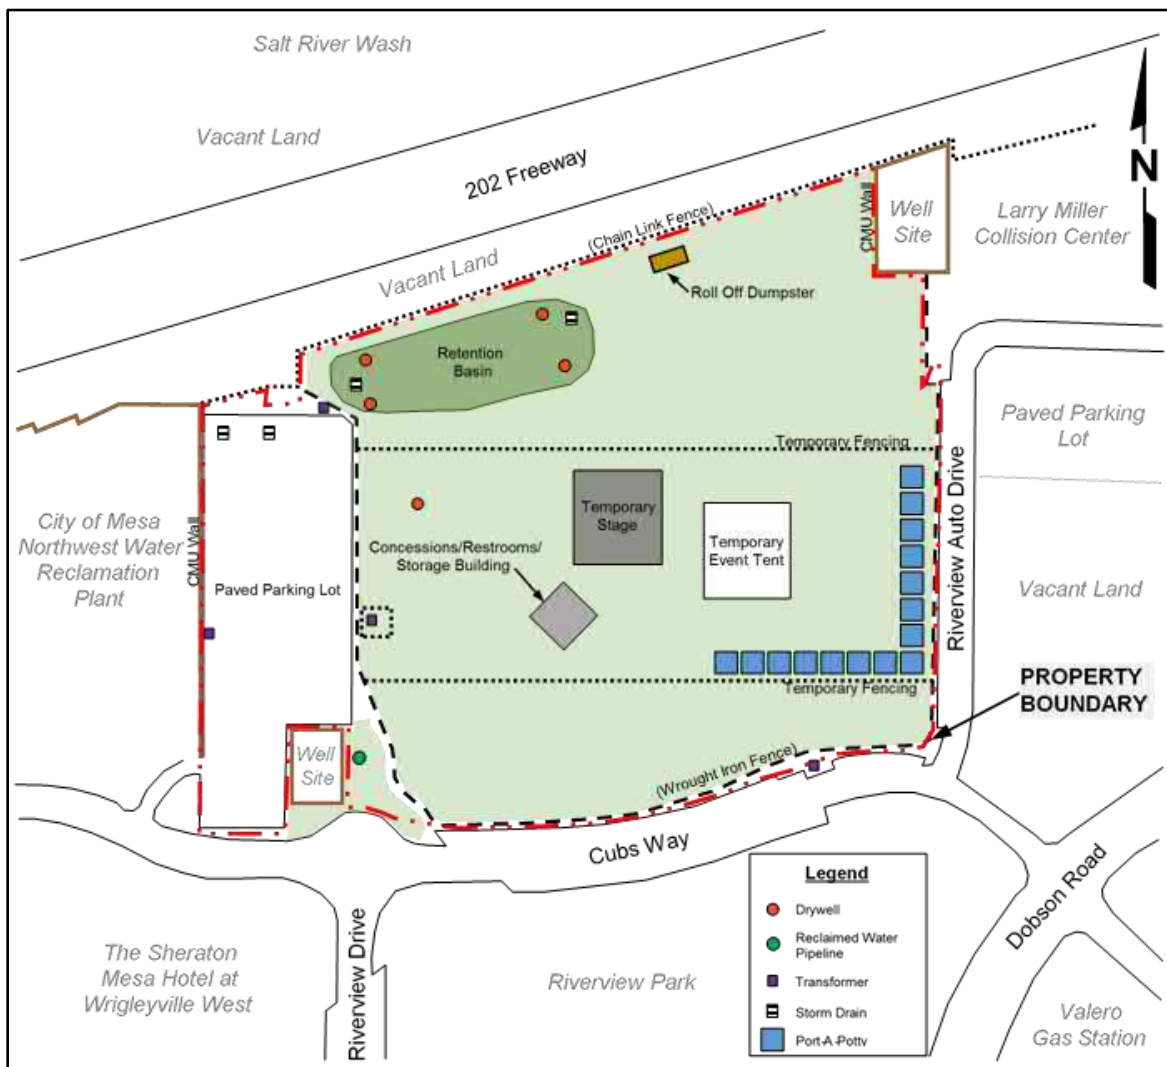 Salt River Wash
Vacant Land
202 Freeway
N
(Chain Link Fence)
CMU Wall
Well
Site
Larry Miller
Collision Center
Vacant Land
Roll Off Dumpster
Retention
Basin
Paved Parking
Lot
Temporary Fencing
Temporary
Stage
Temporary
Event Tent
City of Mesa
Northwest Water
Reclamation
Plant
CMU Wall
Concessions/Restrooms/
Storage Building
Paved Parking Lot
Riverview Auto Drive
Vacant Land
Temporary Fencing
PROPERTY
BOUNDARY
Well
Site
(Wrought Iron Fence)
Cubs Way
Dobson Road
Riverview Drive
The Sheraton
Mesa Hotel at
Wrigleyville West
Riverview Park
Valero
Gas Station
Legend
Drywell
Reclaimed Water
Pipeline
Transformer
Storm Drain
Port-A-Potty